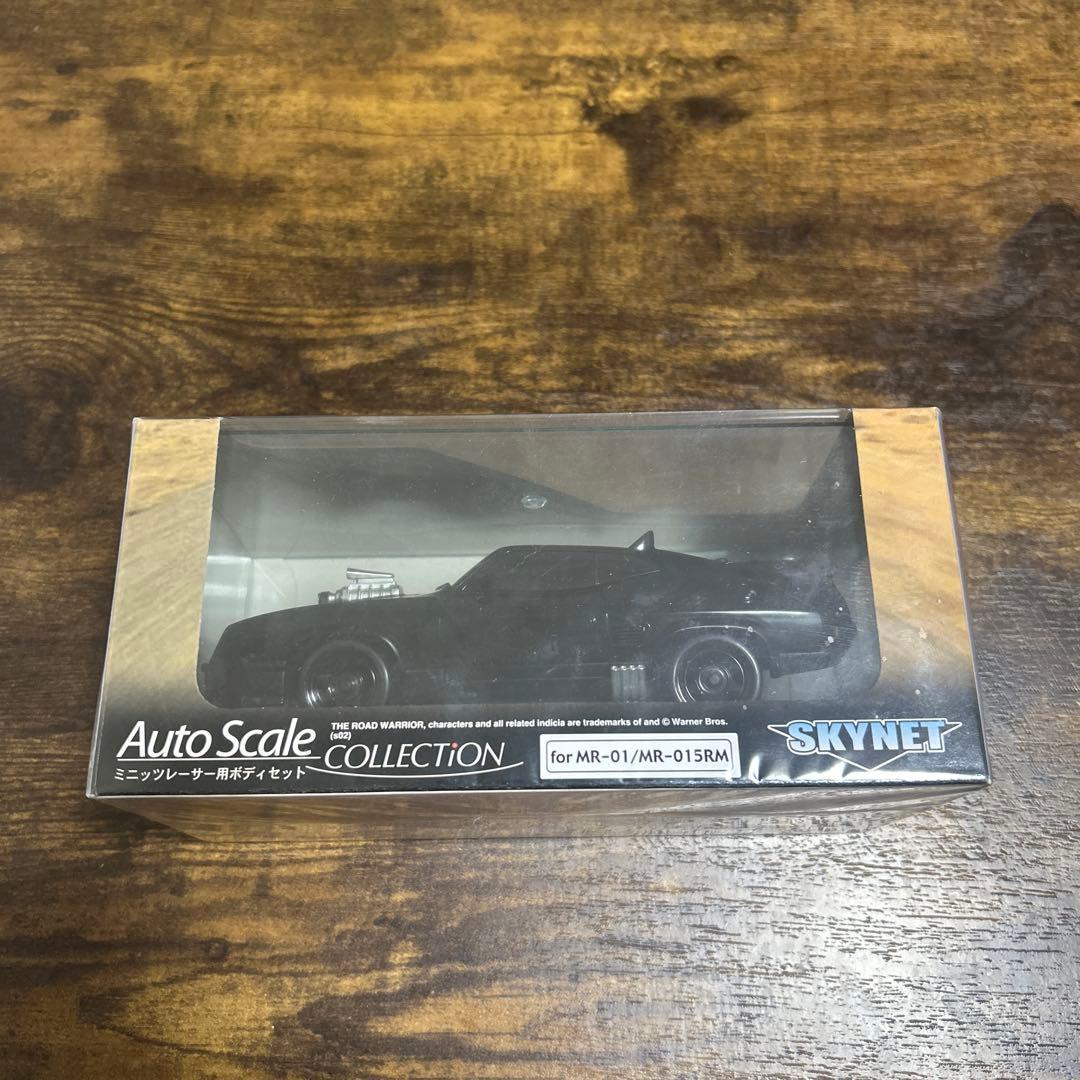 THE ROAD WARRIOR, characters and all related indicia are trademarks of and © Warner Bros.
(s02)
Auto Scale
COLLECTiON
ミニッツレーサー用ボディセット
for MR-01/MR-015RM
SKYNET